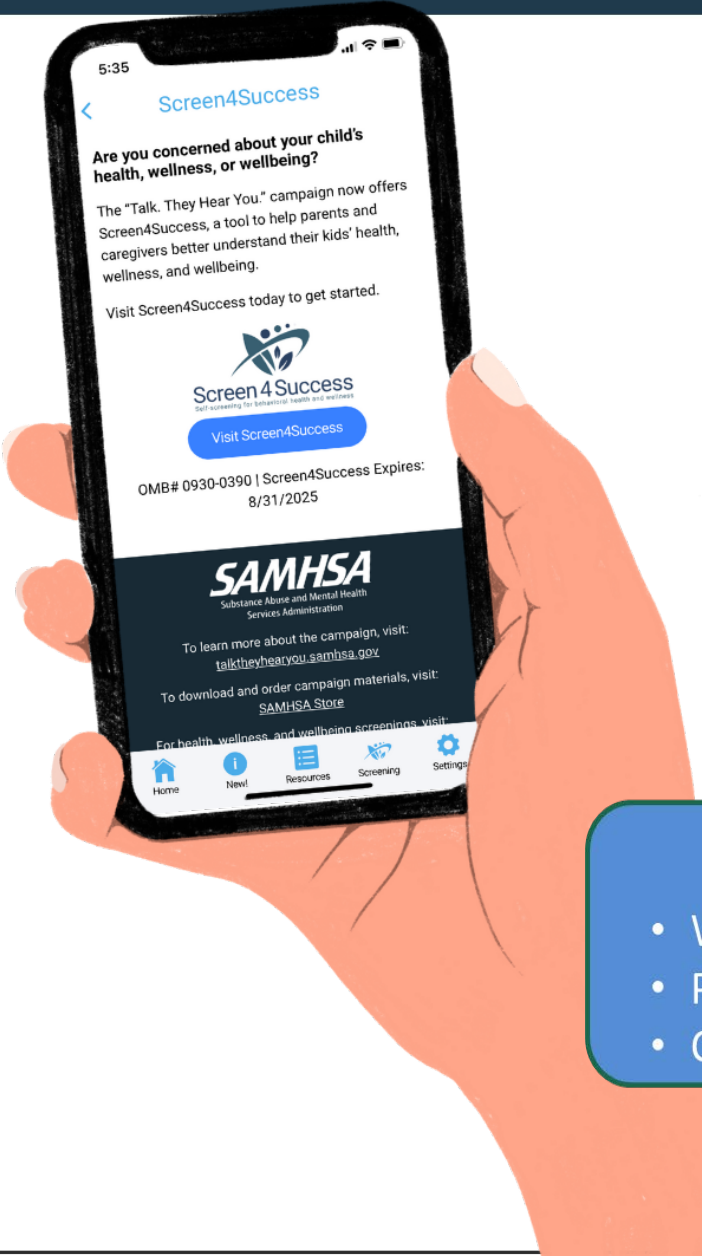 5:35
Screen4Success
Are you concerned about your child's
health, wellness, or wellbeing?
The “Talk. They Hear You.” campaign now offers
Screen4Success, a tool to help parents and
caregivers better understand their kids’ health,
wellness, and wellbeing.
Visit Screen4Success today to get started.
Screen 4 Success
Self-screening for behavioral health and wellness
Visit Screen4Success
OMB# 0930-0390 | Screen4Success Expires:
8/31/2025
SAMHSA
Substance Abuse and Mental Health
Services Administration
To learn more about the campaign, visit:
talktheyhearyou.samhsa.gov
To download and order campaign materials, visit:
SAMHSA Store
For health, wellness, and wellbeing screenings, visit:
Home
New!
Resources
Screening
Settings